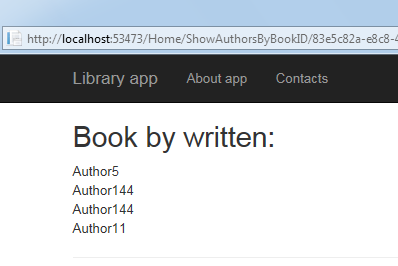 http://localhost:53473/Home/ShowAuthorsByBookID/83e5c82a-e8c8-4
Library app About app Contacts
Book by written:
Author5
Author144
Author144
Author11